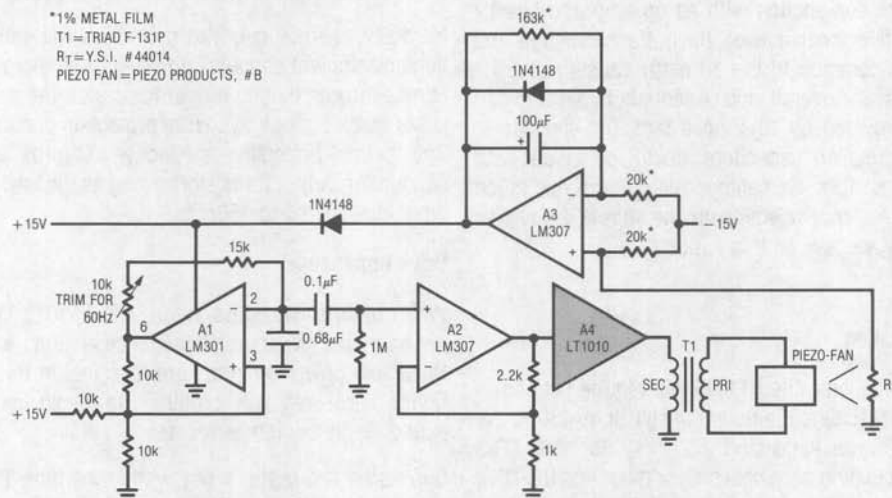 *1% METAL FILM
T1=TRIAD F-131P
RT=Y.S.I. #44014
PIEZO FAN=PIEZO PRODUCTS, #B
163k*
1N4148
100μF
+
20k*
−
A3
LM307
+
20k*
−15V
+15V
1N4148
15k
10k
TRIM FOR
60Hz
6
A1
LM301
2
3
0.1μF
0.68μF
1M
+
A2
LM307
A4
LT1010
T1
SEC
PRI
PIEZO-FAN
R
10k
2.2k
+15V
10k
10k
1k